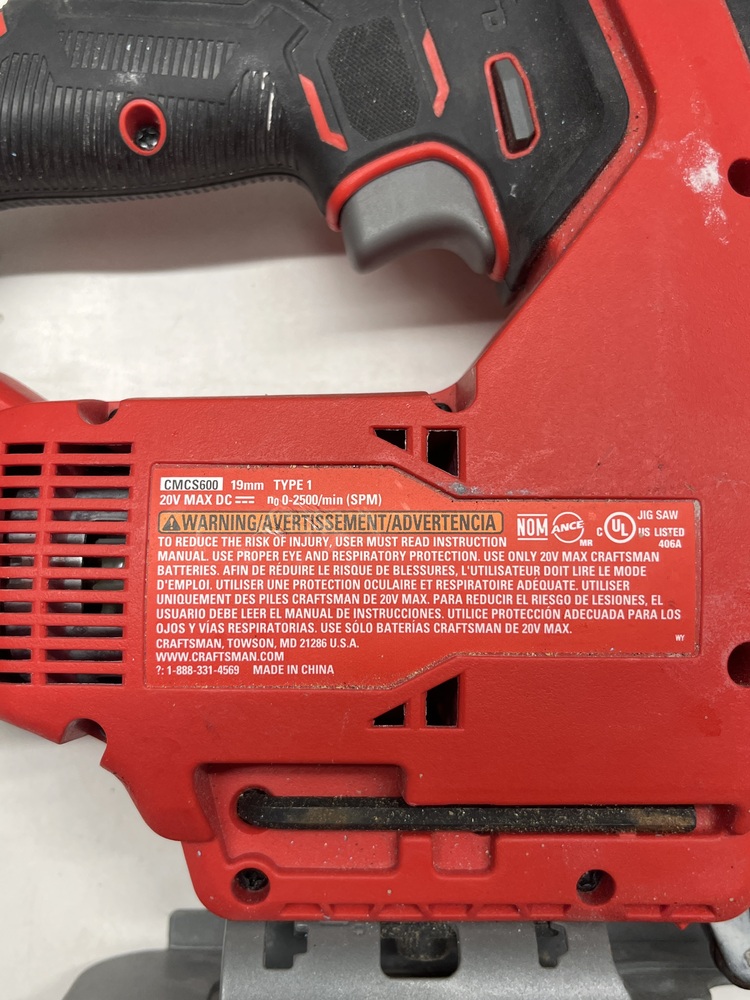 CMCS600 19mm TYPE 1
20V MAX DC n₀ 0-2500/min (SPM)
WARNING/AVERTISSEMENT/ADVERTENCIA
NOM ANCE MR
C UL US LISTED
JIG SAW
406A
TO REDUCE THE RISK OF INJURY, USER MUST READ INSTRUCTION
MANUAL. USE PROPER EYE AND RESPIRATORY PROTECTION. USE ONLY 20V MAX CRAFTSMAN
BATTERIES. AFIN DE RÉDUIRE LE RISQUE DE BLESSURES, L'UTILISATEUR DOIT LIRE LE MODE
D'EMPLOI. UTILISER UNE PROTECTION OCULAIRE ET RESPIRATOIRE ADÉQUATE. UTILISER
UNIQUEMENT DES PILES CRAFTSMAN DE 20V MAX. PARA REDUCIR EL RIESGO DE LESIONES, EL
USUARIO DEBE LEER EL MANUAL DE INSTRUCCIONES. UTILICE PROTECCIÓN ADECUADA PARA LOS
OJOS Y VÍAS RESPIRATORIAS. USE SÓLO BATERÍAS CRAFTSMAN DE 20V MAX.
CRAFTSMAN, TOWSON, MD 21286 U.S.A.
WY
WWW.CRAFTSMAN.COM
?: 1-888-331-4569 MADE IN CHINA